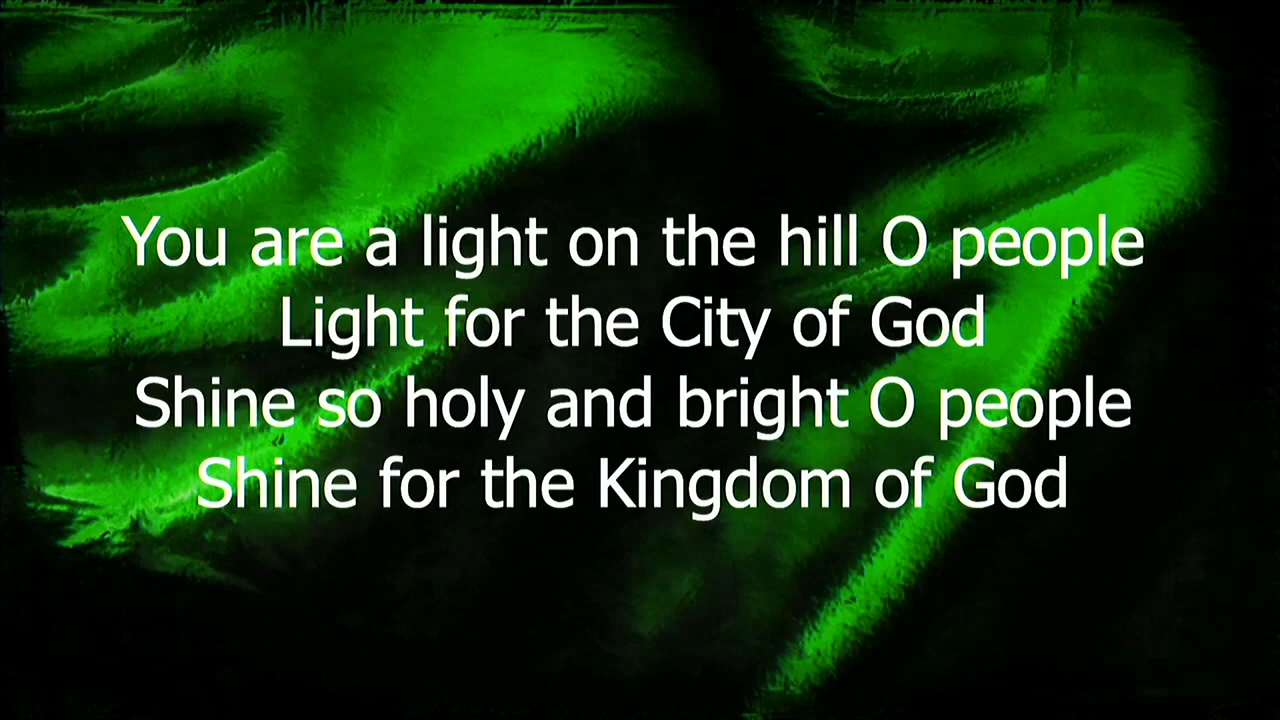 You are a light on the hill O people
Light for the City of God
Shine so holy and bright O people
Shine for the Kingdom of God